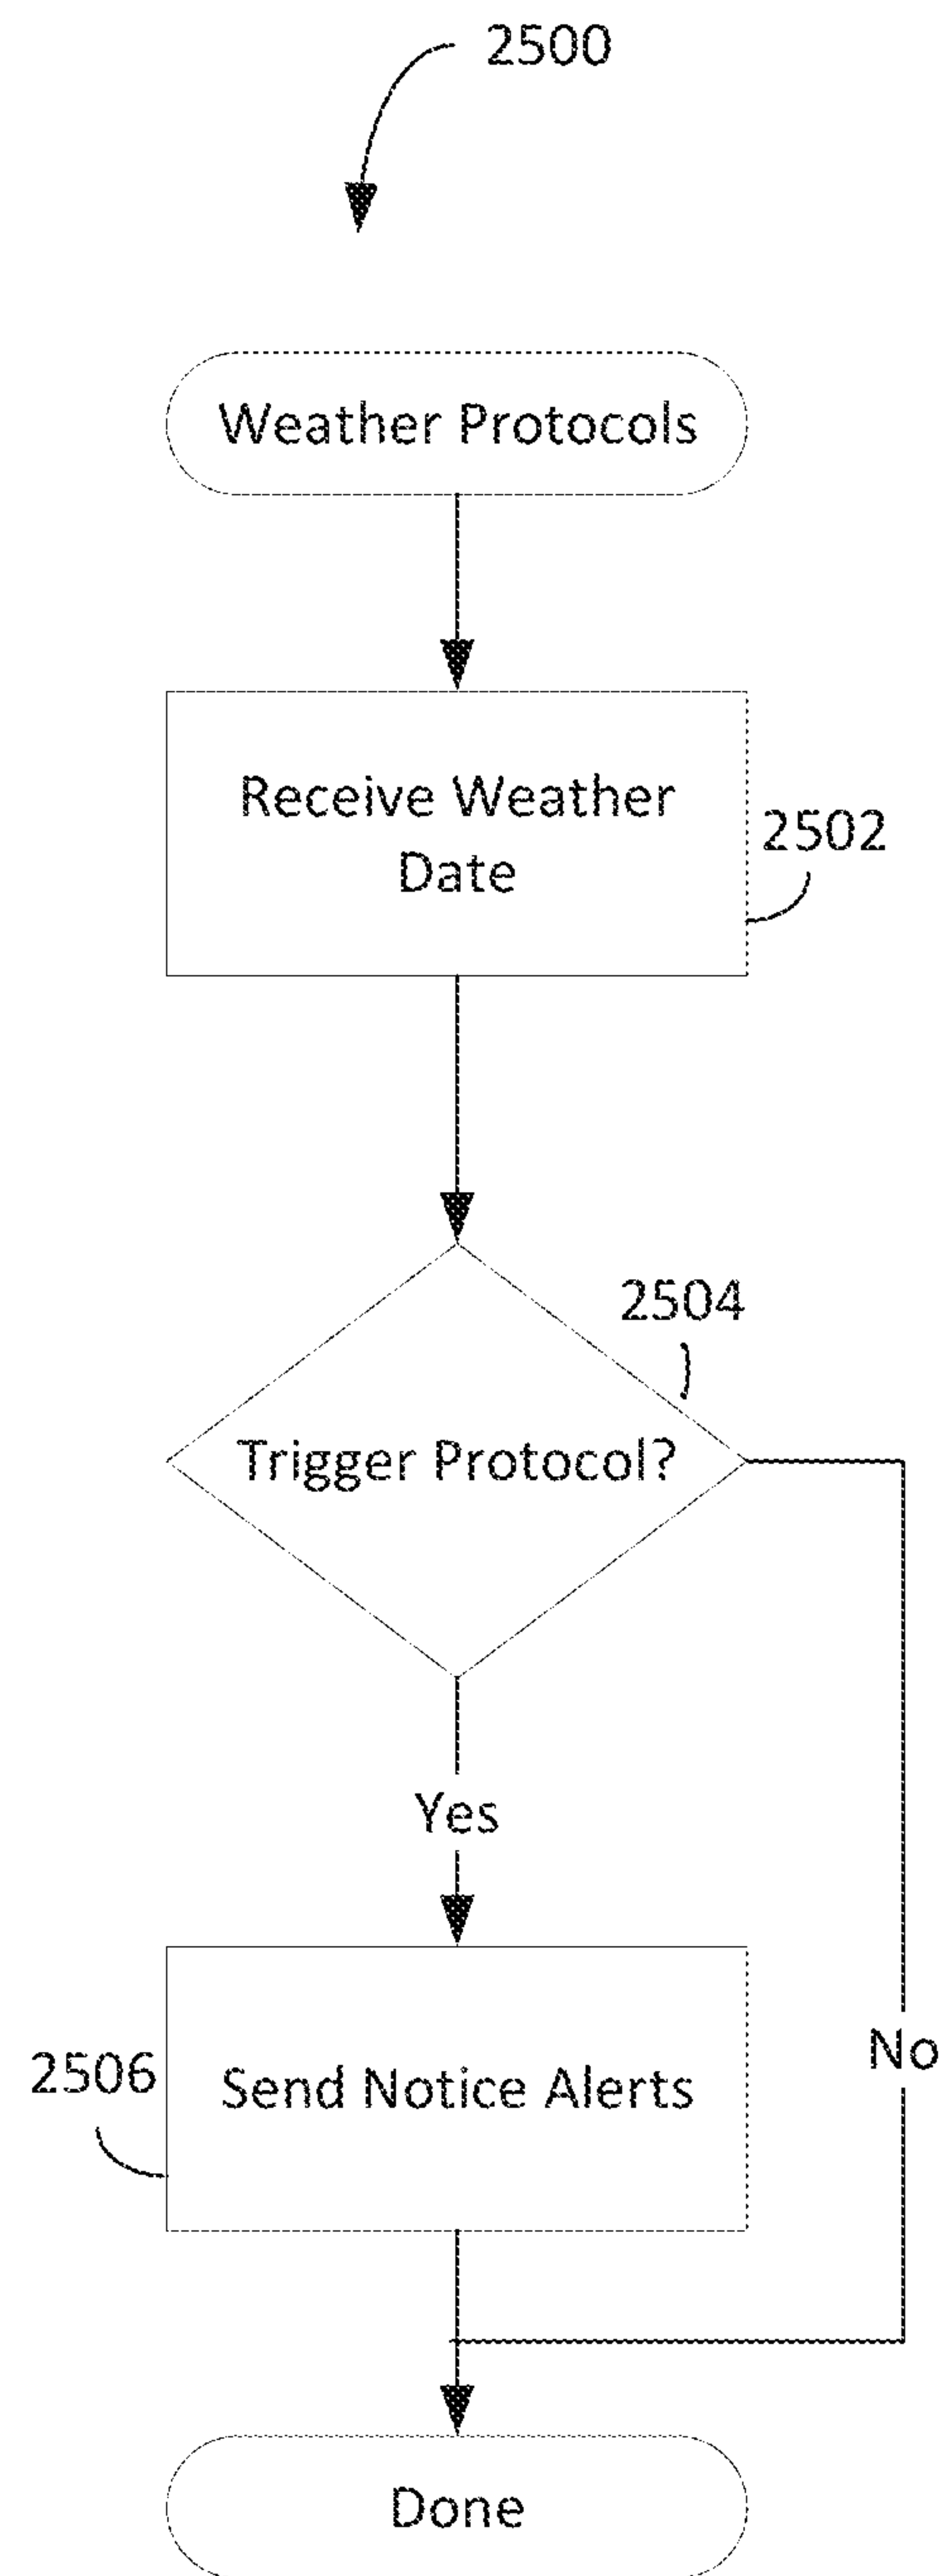 2500
Weather Protocols
Receive Weather
Date
2502
2504
Trigger Protocol?
Yes
No
2506
Send Notice Alerts
Done